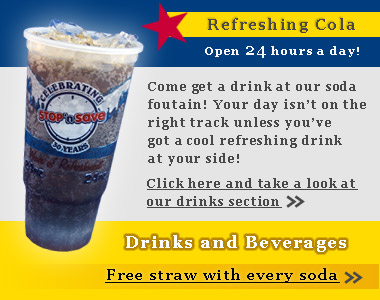 Refreshing Cola
Open 24 hours a day!
CELEBRATING
STOP n Save
30 YEARS
Come get a drink at our soda
foutain! Your day isn't on the
right track unless you've
got a cool refreshing drink
at your side!
Click here and take a look at
our drinks section >>
Drinks and Beverages
Free straw with every soda >>